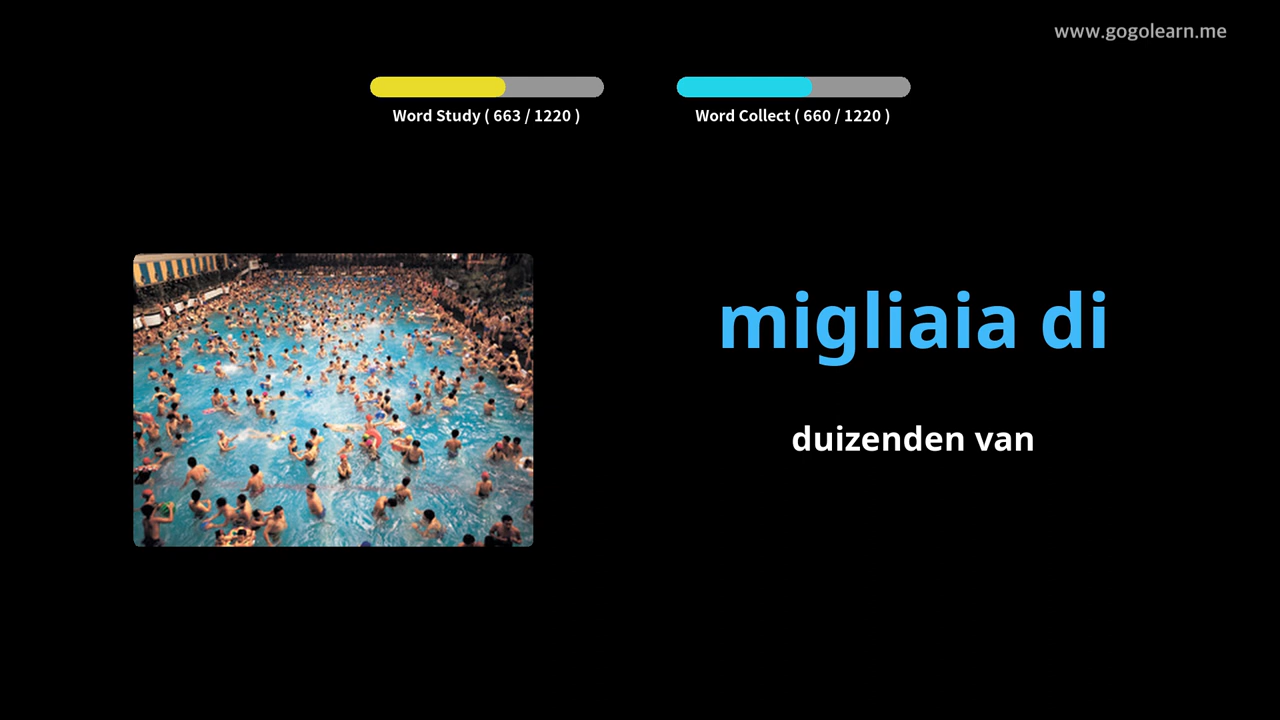 www.gogolearn.me
Word Study ( 663 / 1220 )
Word Collect ( 660 / 1220 )
migliaia di
duizenden van